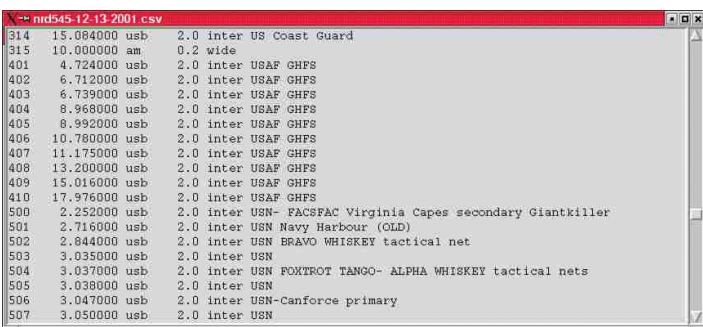 nrd545-12-13-2001.csv
314 15.084000 usb 2.0 inter US Coast Guard
315 10.000000 am 0.2 wide
401 4.724000 usb 2.0 inter USAF GHFS
402 6.712000 usb 2.0 inter USAF GHFS
403 6.739000 usb 2.0 inter USAF GHFS
404 8.968000 usb 2.0 inter USAF GHFS
405 8.992000 usb 2.0 inter USAF GHFS
406 10.780000 usb 2.0 inter USAF GHFS
407 11.175000 usb 2.0 inter USAF GHFS
408 13.200000 usb 2.0 inter USAF GHFS
409 15.016000 usb 2.0 inter USAF GHFS
410 17.976000 usb 2.0 inter USAF GHFS
500 2.252000 usb 2.0 inter USN- FACSFAC Virginia Capes secondary Giantkiller
501 2.716000 usb 2.0 inter USN Navy Harbour (OLD)
502 2.844000 usb 2.0 inter USN BRAVO WHISKEY tactical net
503 3.035000 usb 2.0 inter USN
504 3.037000 usb 2.0 inter USN FOXTROT TANGO- ALPHA WHISKEY tactical nets
505 3.038000 usb 2.0 inter USN
506 3.047000 usb 2.0 inter USN-Canforce primary
507 3.050000 usb 2.0 inter USN